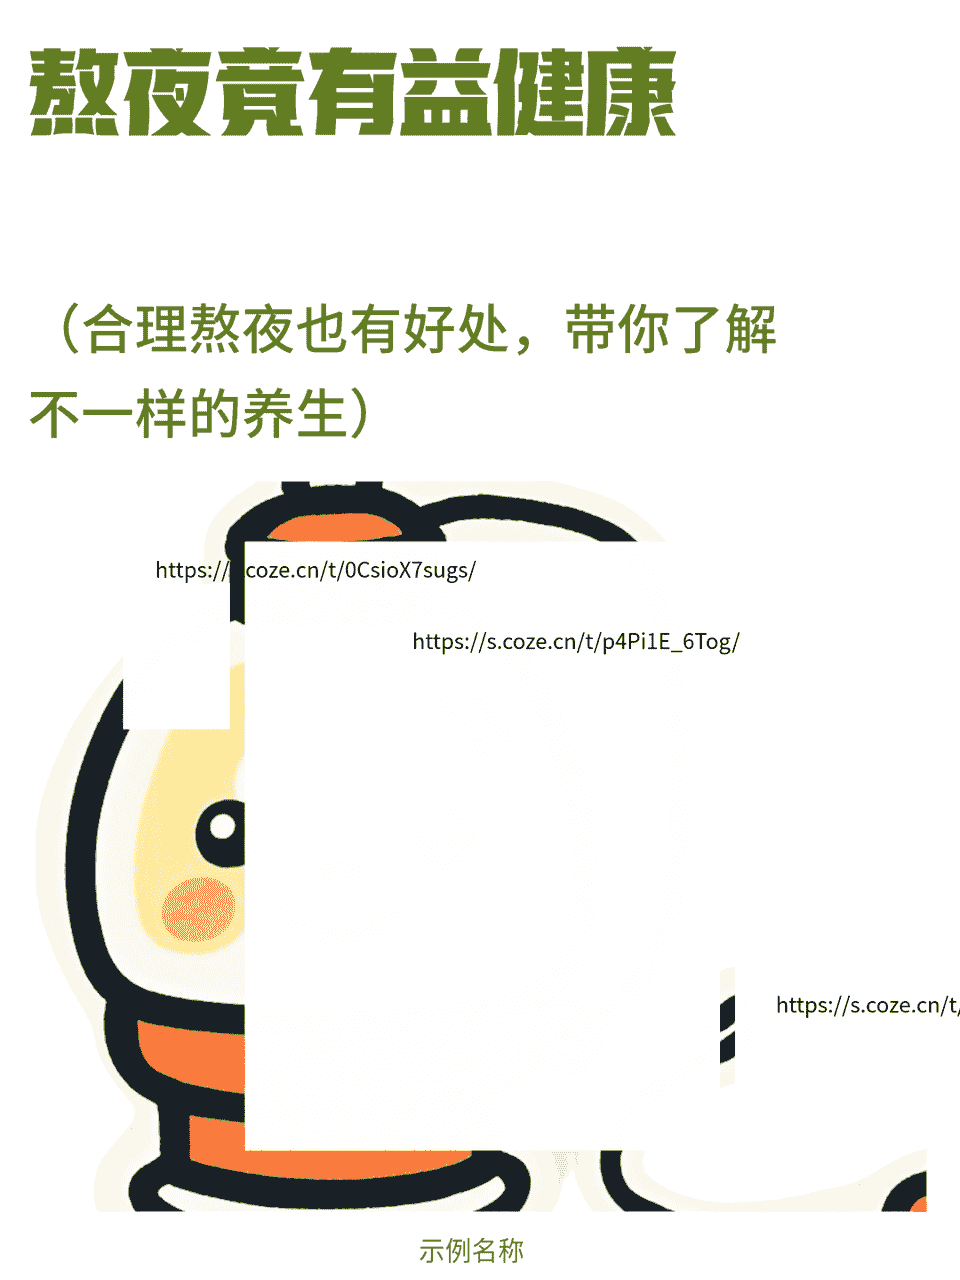 熬夜竟有益健康
（合理熬夜也有好处，带你了解
不一样的养生）
https://s.coze.cn/t/0CsioX7sugs/
https://s.coze.cn/t/p4Pi1E_6Tog/
https://s.coze.cn/t/
示例名称